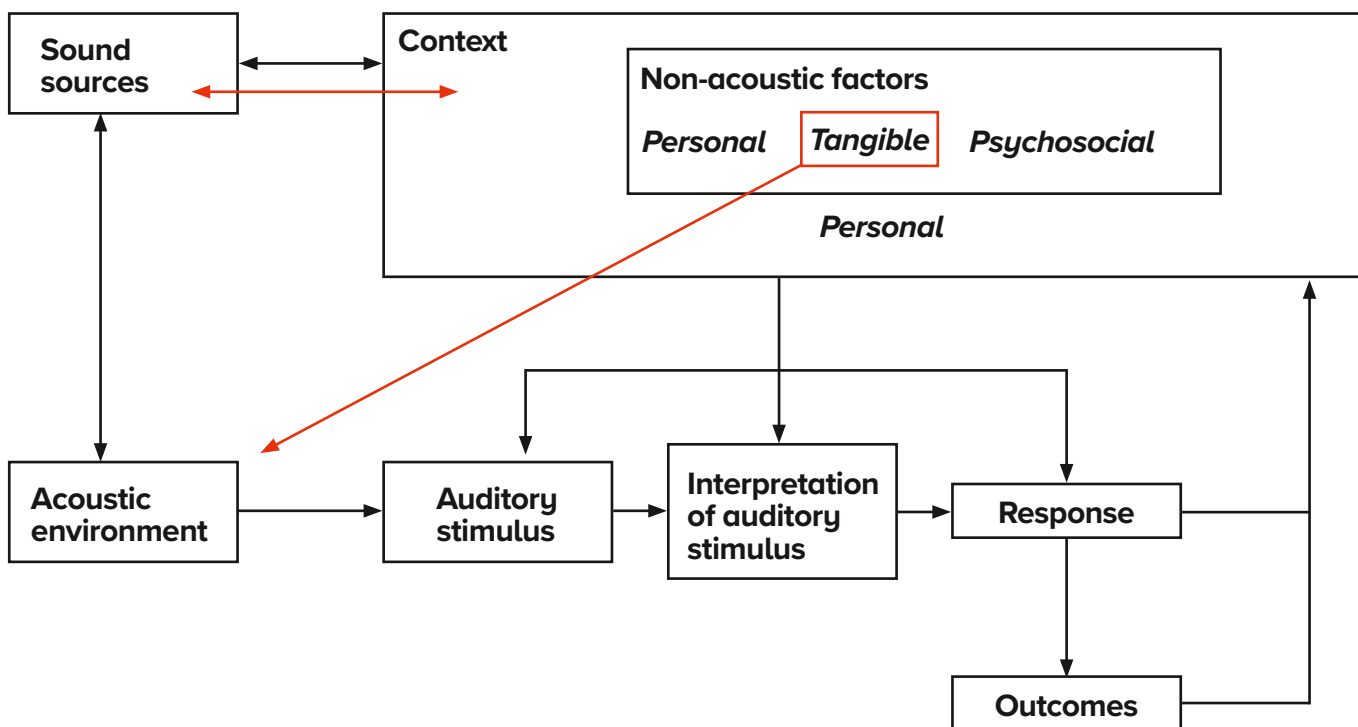 Sound
sources
Context
Non-acoustic factors
Personal Tangible Psychosocial
Personal
Acoustic
environment
Auditory
stimulus
Interpretation
of auditory
stimulus
Response
Outcomes